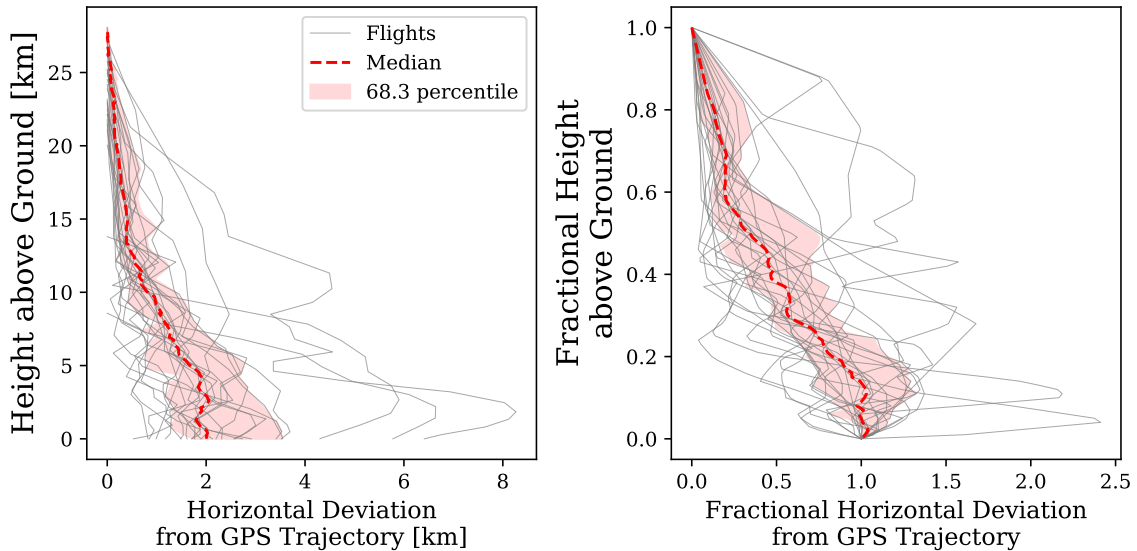 Height above Ground [km]
25
20
15
10
5
0
0
2
4
6
8
Horizontal Deviation
from GPS Trajectory [km]
Flights
Median
68.3 percentile
Fractional Height
above Ground
1.0
0.8
0.6
0.4
0.2
0.0
0.0
0.5
1.0
1.5
2.0
2.5
Fractional Horizontal Deviation
from GPS Trajectory